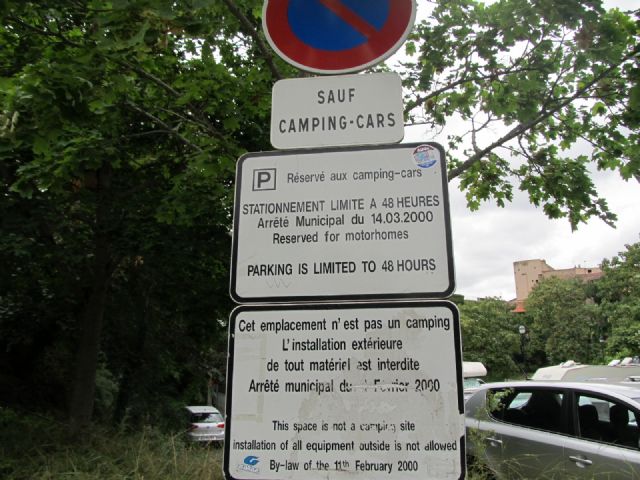 SAUF
CAMPING-CARS
P Réservé aux camping-cars
STATIONNEMENT LIMITE A 48 HEURES
Arrêté Municipal du 14.03.2000
Reserved for motorhomes
PARKING IS LIMITED TO 48 HOURS
Cet emplacement n'est pas un camping
L'installation extérieure
de tout matériel est interdite
Arrêté municipal du Février 2000
This space is not a camping site
installation of all equipment outside is not allowed
By-law of the 11th February 2000